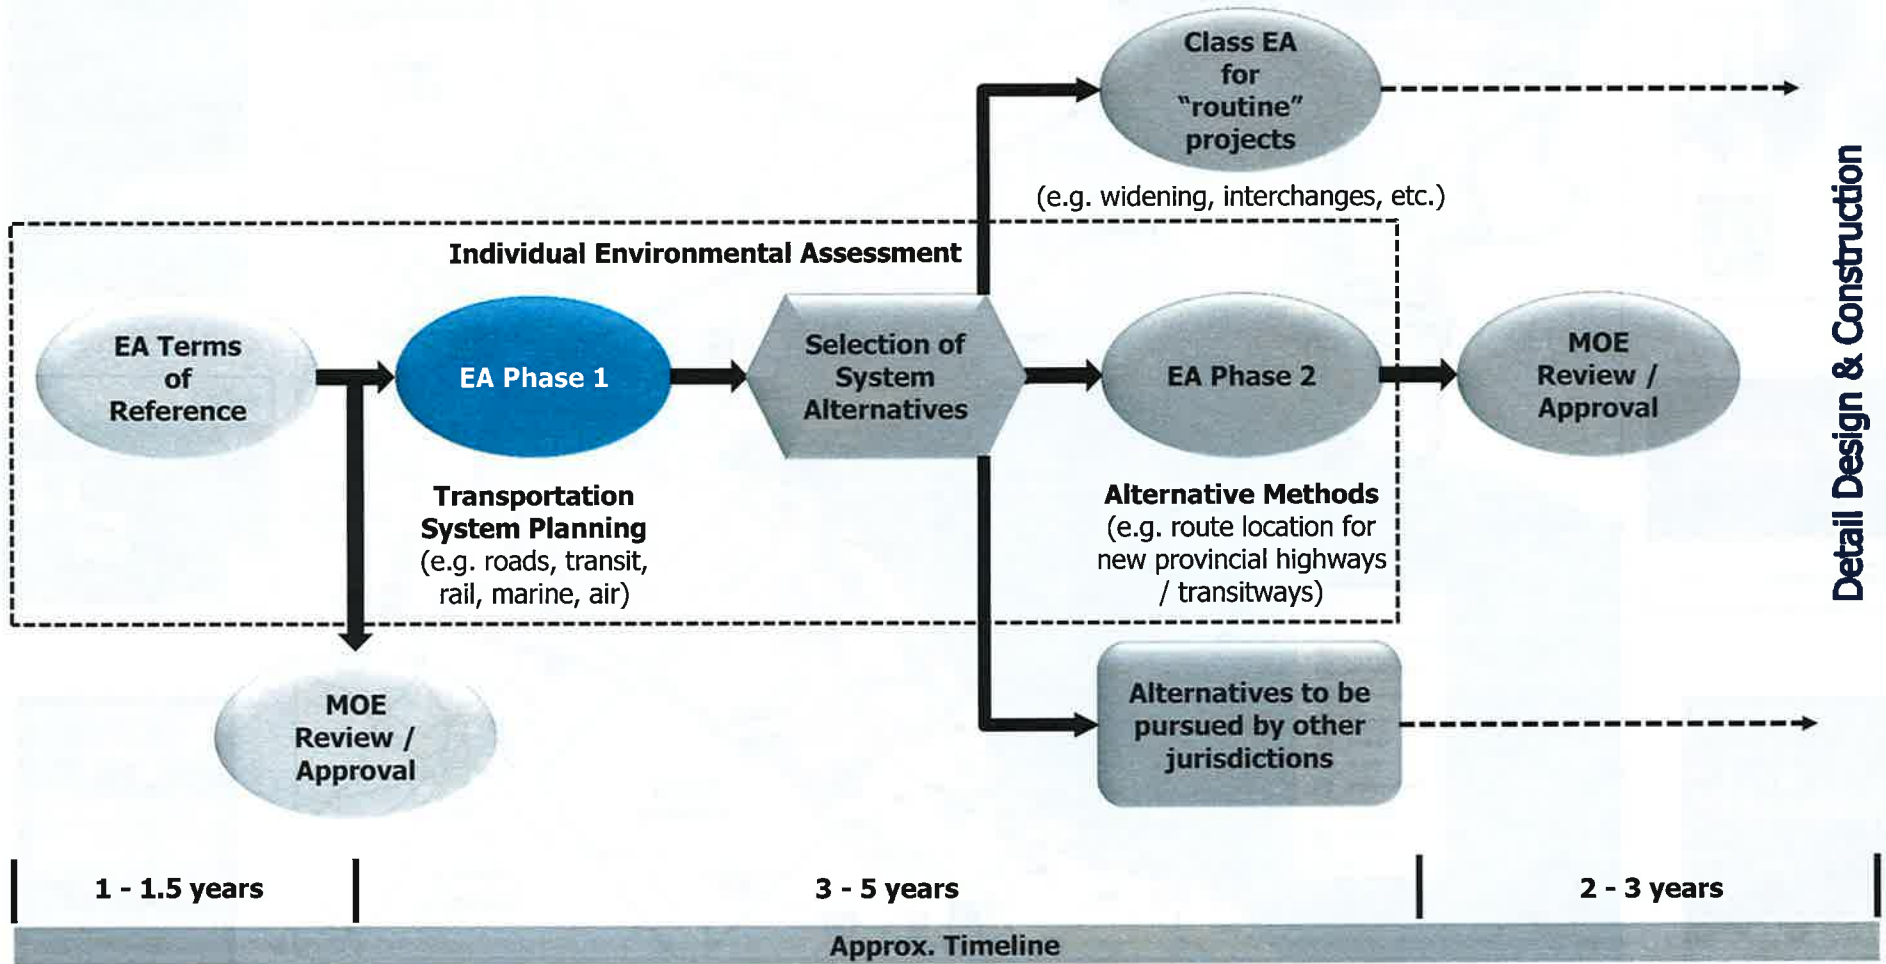 Class EA
for
"routine"
projects
(e.g. widening, interchanges, etc.)
Individual Environmental Assessment
EA Terms
of
Reference
EA Phase 1
Selection of
System
Alternatives
EA Phase 2
MOE
Review /
Approval
Transportation
System Planning
(e.g. roads, transit,
rail, marine, air)
Alternative Methods
(e.g. route location for
new provincial highways
/ transitways)
MOE
Review /
Approval
Alternatives to be
pursued by other
jurisdictions
Detail Design & Construction
1 - 1.5 years
3 - 5 years
2 - 3 years
Approx. Timeline